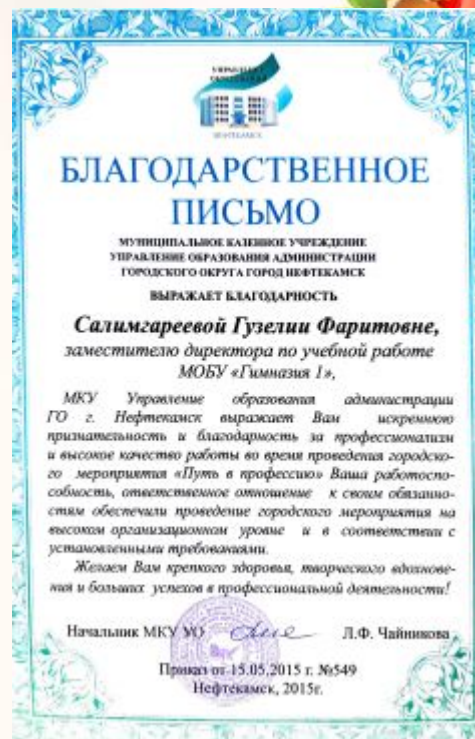 УПРАВЛЕНИЕ
ОБРАЗОВАНИЯ
НЕФТЕКАМСК
БЛАГОДАРСТВЕННОЕ
ПИСЬМО
МУНИЦИПАЛЬНОЕ КАЗЕННОЕ УЧРЕЖДЕНИЕ
УПРАВЛЕНИЕ ОБРАЗОВАНИЯ АДМИНИСТРАЦИИ
ГОРОДСКОГО ОКРУГА ГОРОД НЕФТЕКАМСК
ВЫРАЖАЕТ БЛАГОДАРНОСТЬ
Салимгареевой Гузелии Фаритовне,
заместителю директора по учебной работе
МОБУ «Гимназия 1»,
МКУ Управление образования администрации
ГО г. Нефтекамск выражает Вам искреннюю
признательность и благодарность за профессионализм
и высокое качество работы во время проведения городско-
го мероприятия «Путь в профессию» Ваша работоспо-
собность, ответственное отношение к своим обязанно-
стям обеспечили проведение городского мероприятия на
высоком организационном уровне и в соответствии с
установленными требованиями.
Желаем Вам крепкого здоровья, творческого вдохнове-
ния и больших успехов в профессиональной деятельности!
Начальник МКУ УО Л.Ф. Чайникова
Приказ от 15.05.2015 г. №549
Нефтекамск, 2015г.